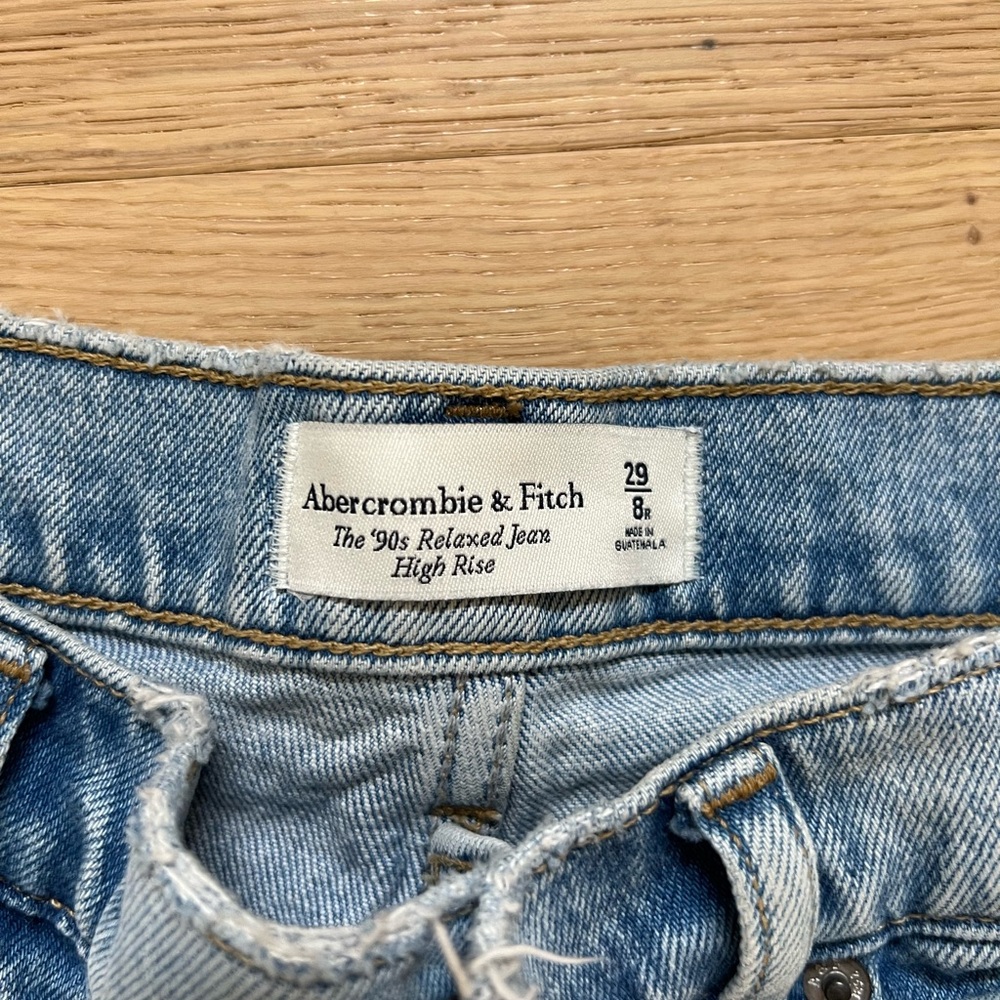 Abercrombie & Fitch
The '90s Relaxed Jean
High Rise
29
8R
MADE IN
GUATEMALA